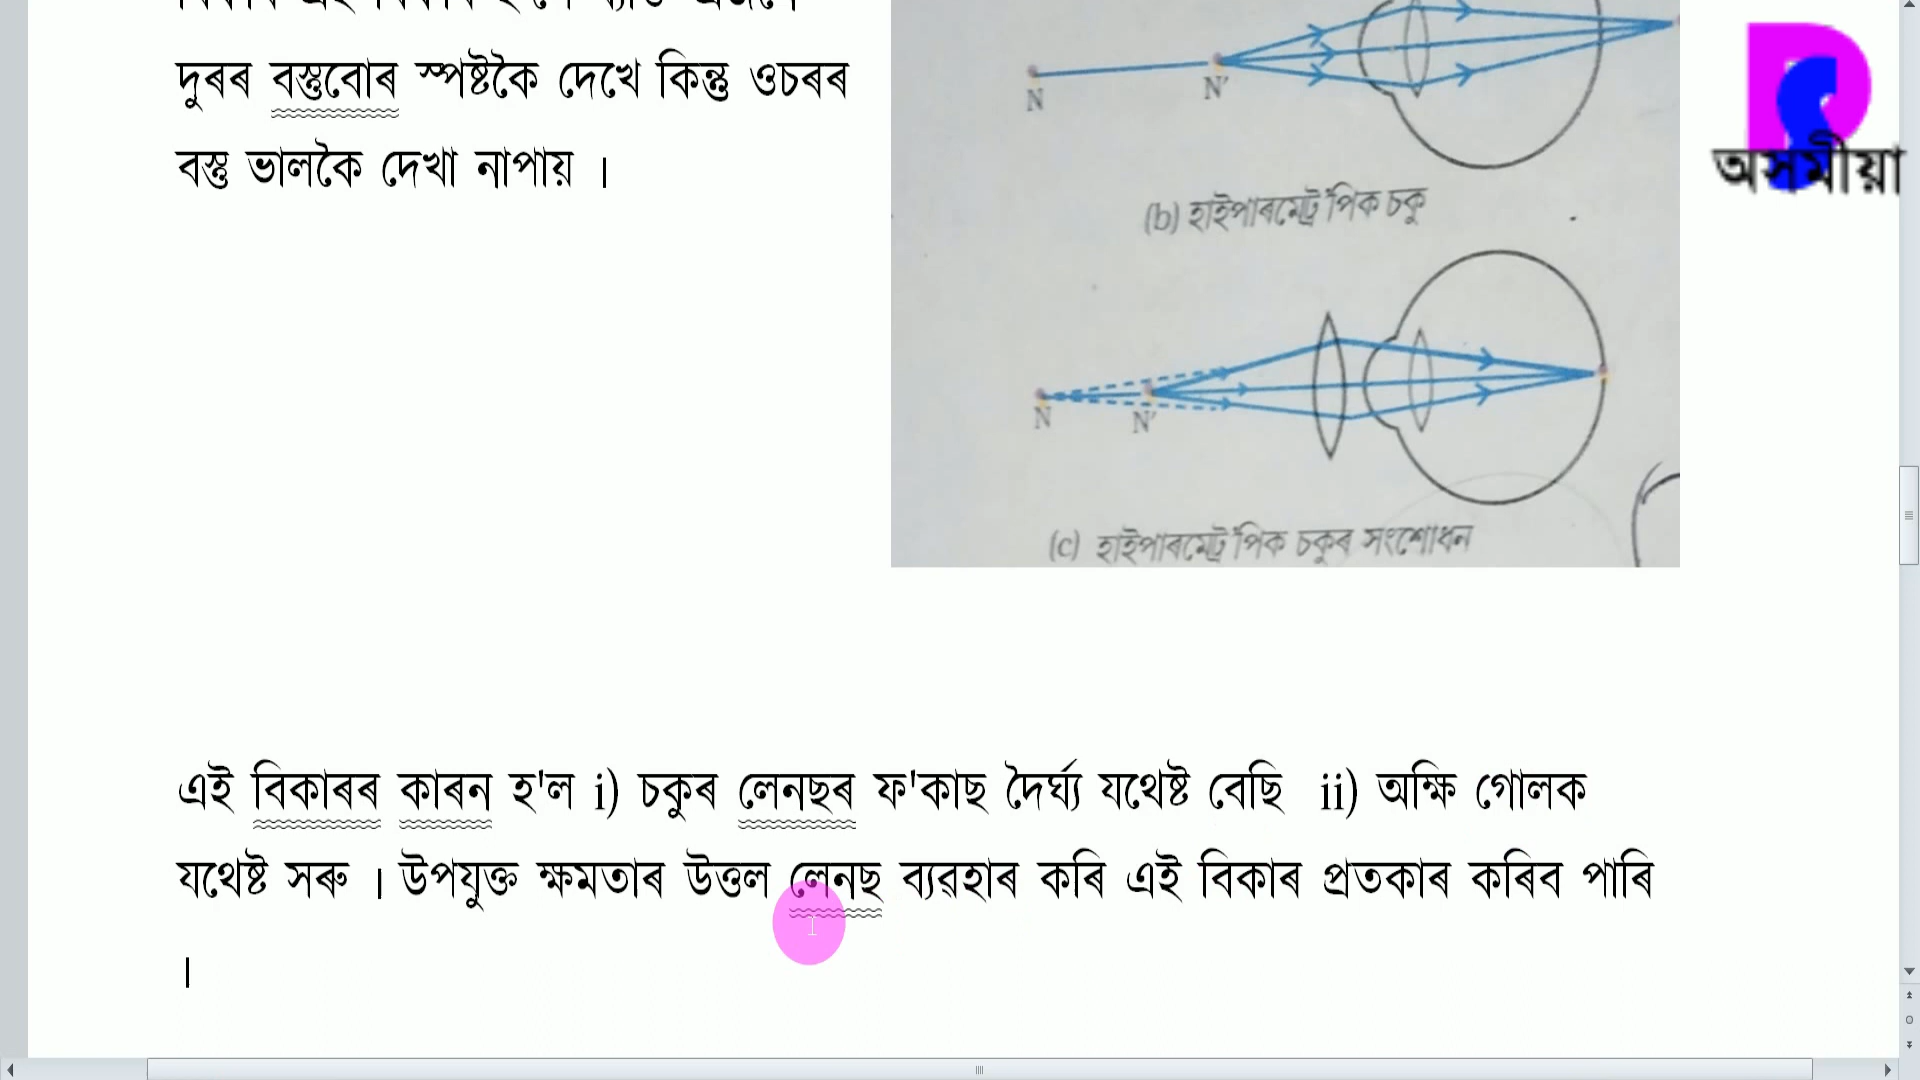 দুৰৰ বস্তুবোৰ স্পষ্টকৈ দেখে কিন্তু ওচৰৰ
বস্তু ভালকৈ দেখা নাপায় ।
N
N'
(b) হাইপাৰমেট্ৰ'পিক চকু
N
N'
(c) হাইপাৰমেট্ৰ'পিক চকুৰ সংশোধন
অসমীয়া
এই বিকাৰৰ কাৰন হ'ল i) চকুৰ লেনছৰ ফ'কাছ দৈৰ্ঘ্য যথেষ্ট বেছি ii) অক্ষি গোলক
যথেষ্ট সৰু । উপযুক্ত ক্ষমতাৰ উত্তল লেনছ ব্যৱহাৰ কৰি এই বিকাৰ প্ৰতকাৰ কৰিব পাৰি
।